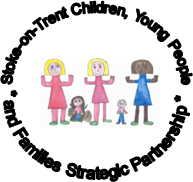 Stoke-on-Trent Children, Young People
* and Families Strategic Partnership *